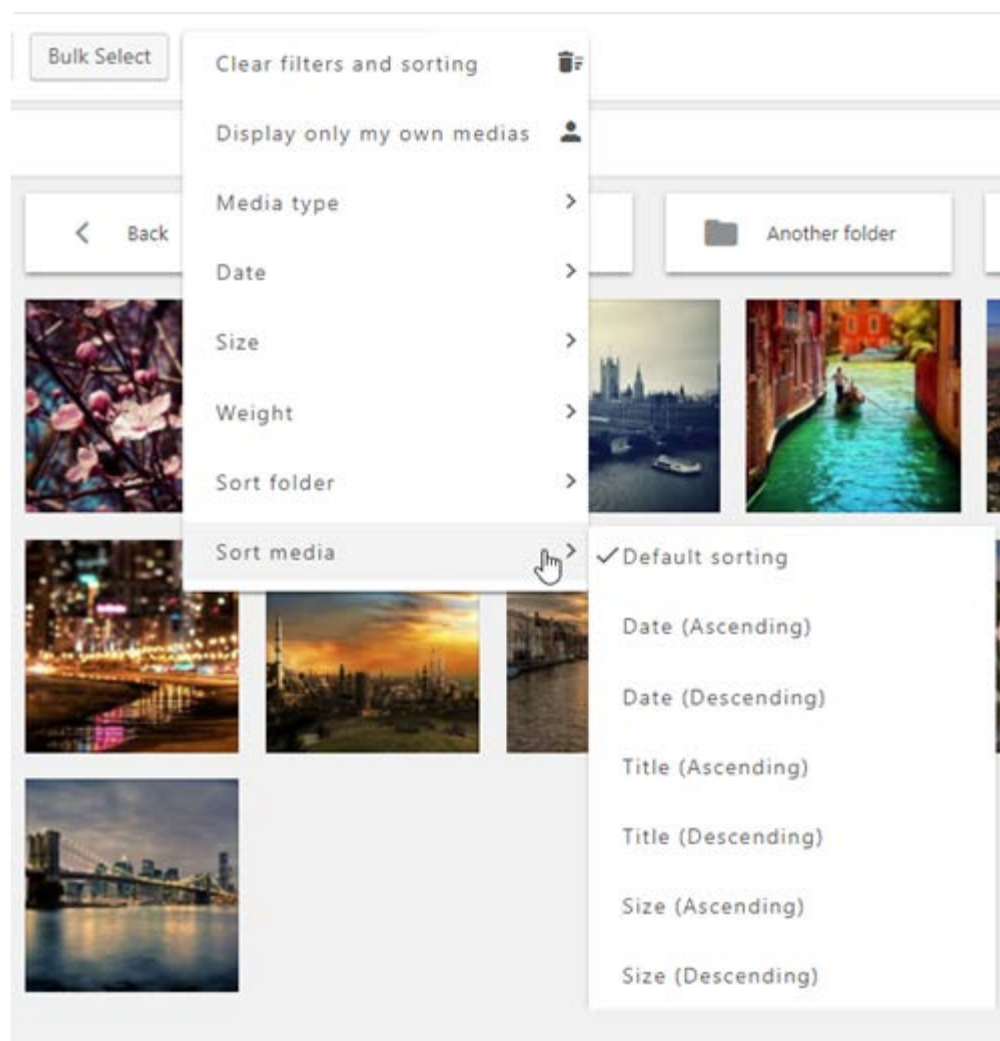 Bulk Select
Clear filters and sorting
Display only my own medias
Media type
Date
Size
Weight
Sort folder
Sort media
Back
Another folder
Default sorting
Date (Ascending)
Date (Descending)
Title (Ascending)
Title (Descending)
Size (Ascending)
Size (Descending)